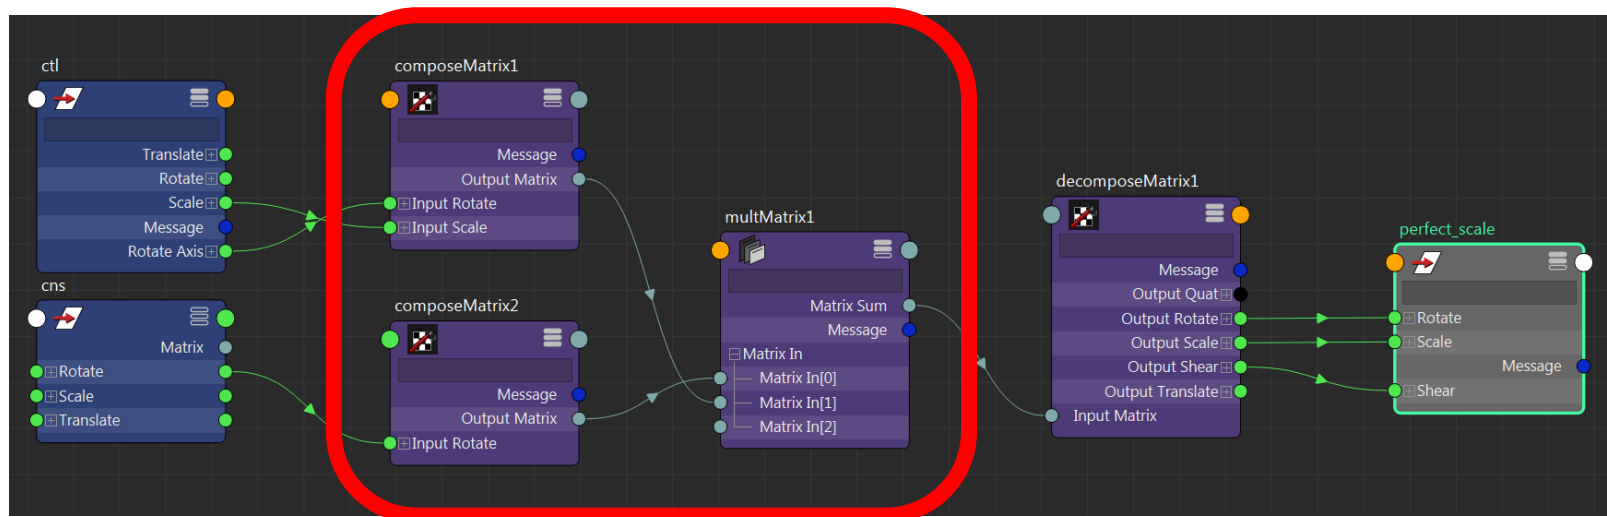 ctl
Translate
Rotate
Scale
Message
Rotate Axis
cns
Matrix
Rotate
Scale
Translate
composeMatrix1
Message
Output Matrix
Input Rotate
Input Scale
composeMatrix2
Message
Output Matrix
Input Rotate
multMatrix1
Matrix Sum
Message
Matrix In
Matrix In[0]
Matrix In[1]
Matrix In[2]
decomposeMatrix1
Message
Output Quat
Output Rotate
Output Scale
Output Shear
Output Translate
Input Matrix
perfect_scale
Rotate
Scale
Message
Shear